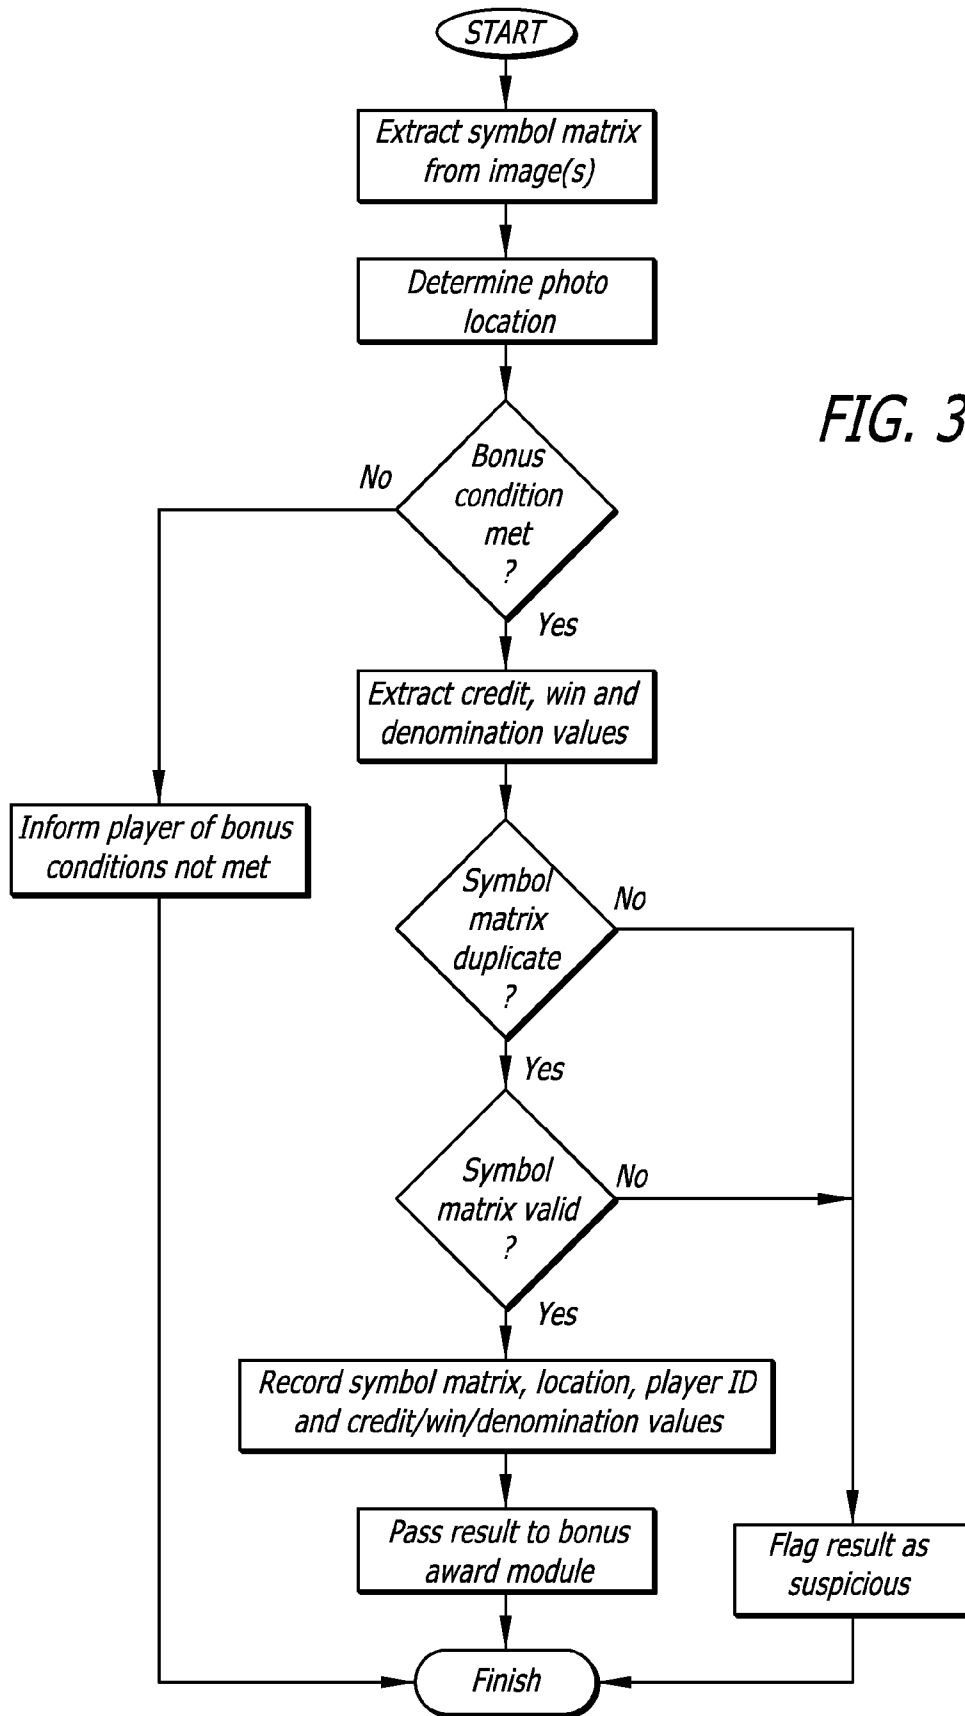 START
Extract symbol matrix
from image(s)
Determine photo
location
FIG. 3
Bonus
condition
met
?
No
Yes
Extract credit, win and
denomination values
Inform player of bonus
conditions not met
Symbol
matrix
duplicate
?
No
Yes
Symbol
matrix valid
?
No
Yes
Record symbol matrix, location, player ID
and credit/win/denomination values
Pass result to bonus
award module
Flag result as
suspicious
Finish